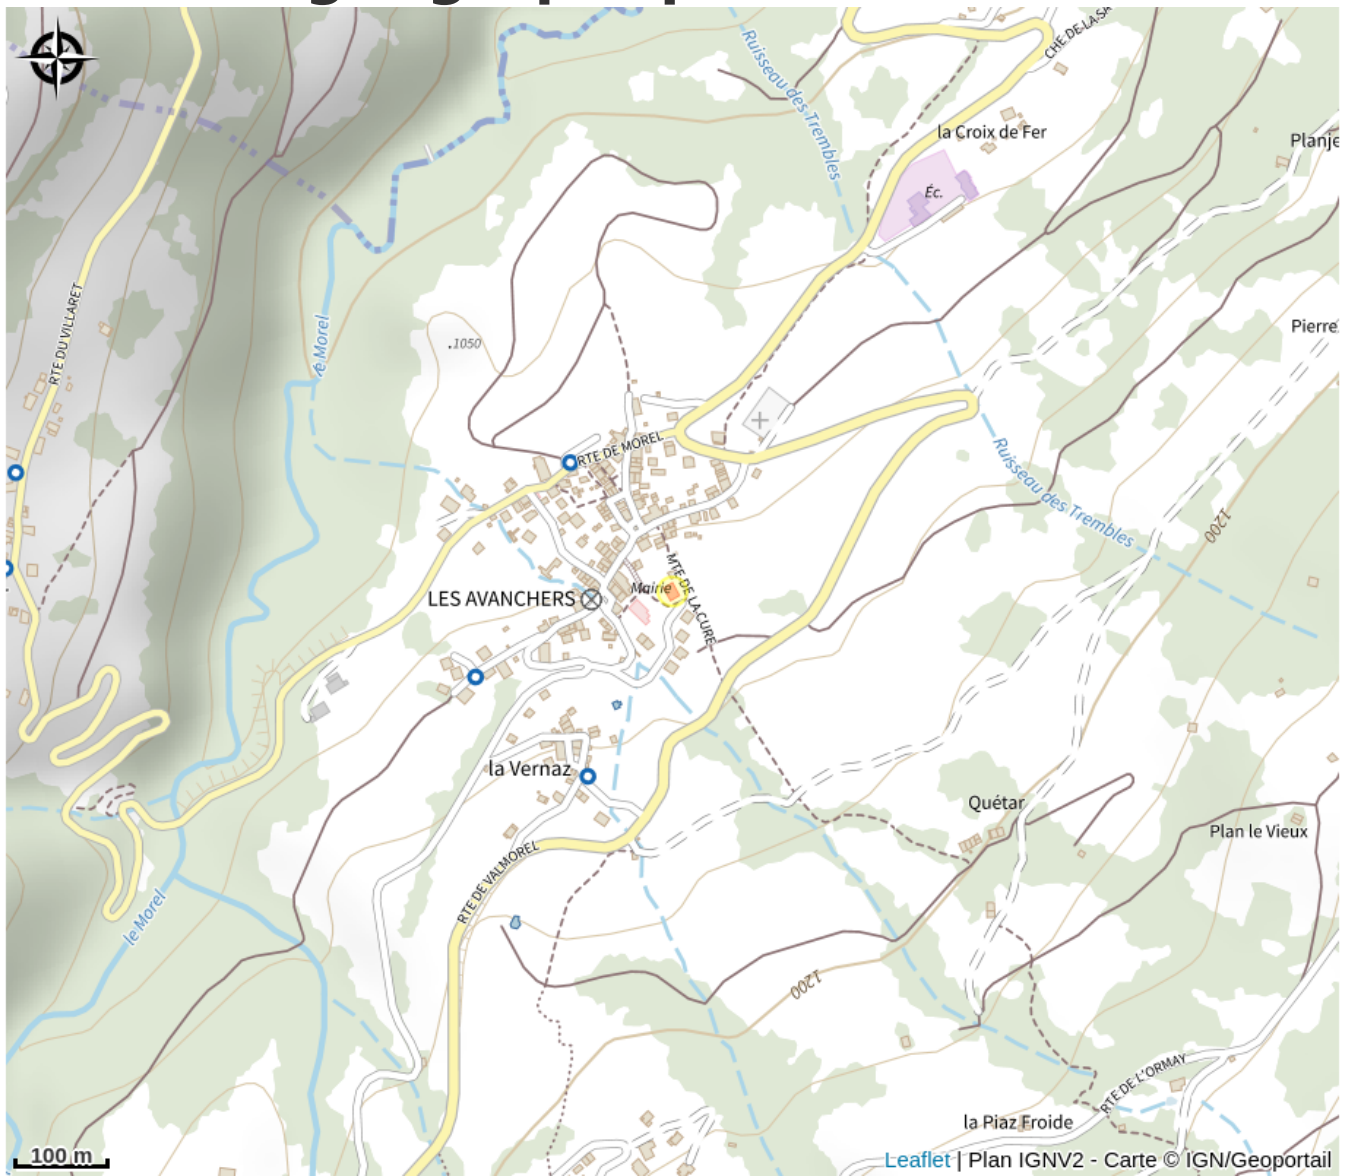 Ruisseau des Trembles
CHE-DE-LA-SA
la Croix de Fer
Planje
Éc.
RTE DU VILLARET
le Morel
.1050
Pierre
RTE DE MOREL
Ruisseau des Trembles
1200
MTE DE LA CURE
Mairie
LES AVANCHERS
la Vernaz
Quétar
Plan le Vieux
RTE DE VALMOREL
le Morel
1200
RTE DE L'ORMAY
la Piaz Froide
100 m
Leaflet | Plan IGNV2 - Carte © IGN/Geoportail